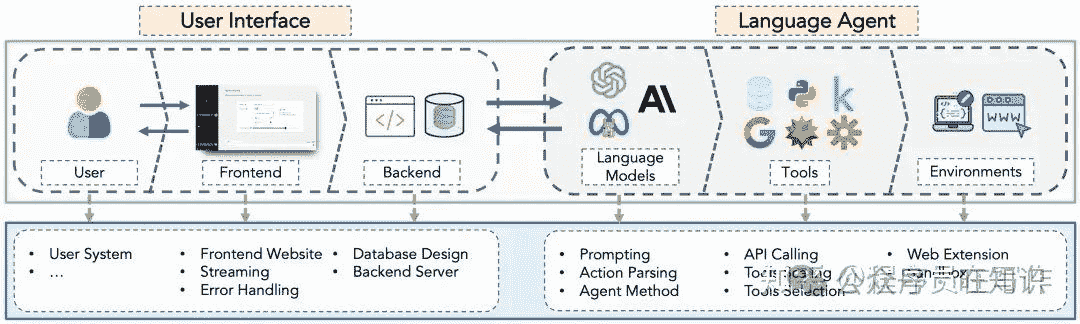 User Interface
Language Agent
User
Frontend
Backend
Language
Models
Tools
Environments
WWW
• User System
• ...
• Frontend Website
• Streaming
• Error Handling
• Database Design
• Backend Server
• Prompting
• Action Parsing
• Agent Method
• API Calling
• Tools Selection
• Web Extension